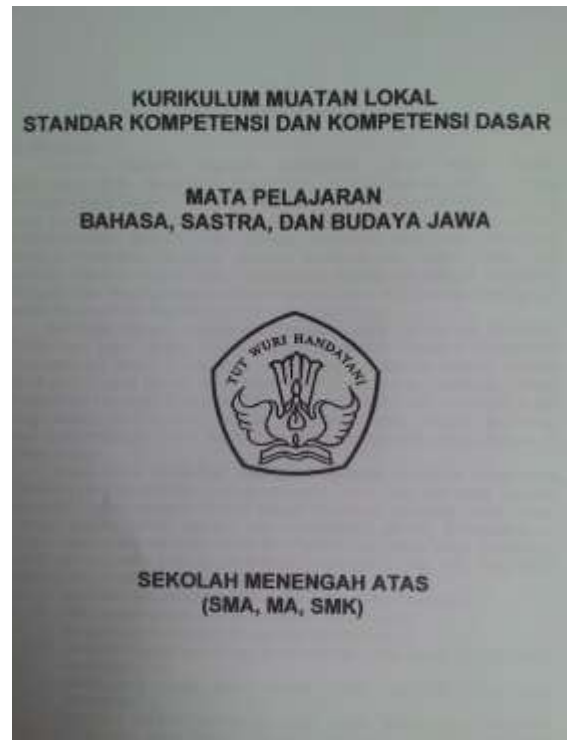 KURIKULUM MUATAN LOKAL
STANDAR KOMPETENSI DAN KOMPETENSI DASAR
MATA PELAJARAN
BAHASA, SASTRA, DAN BUDAYA JAWA
TUT WURI HANDAYANI
SEKOLAH MENENGAH ATAS
(SMA, MA, SMK)